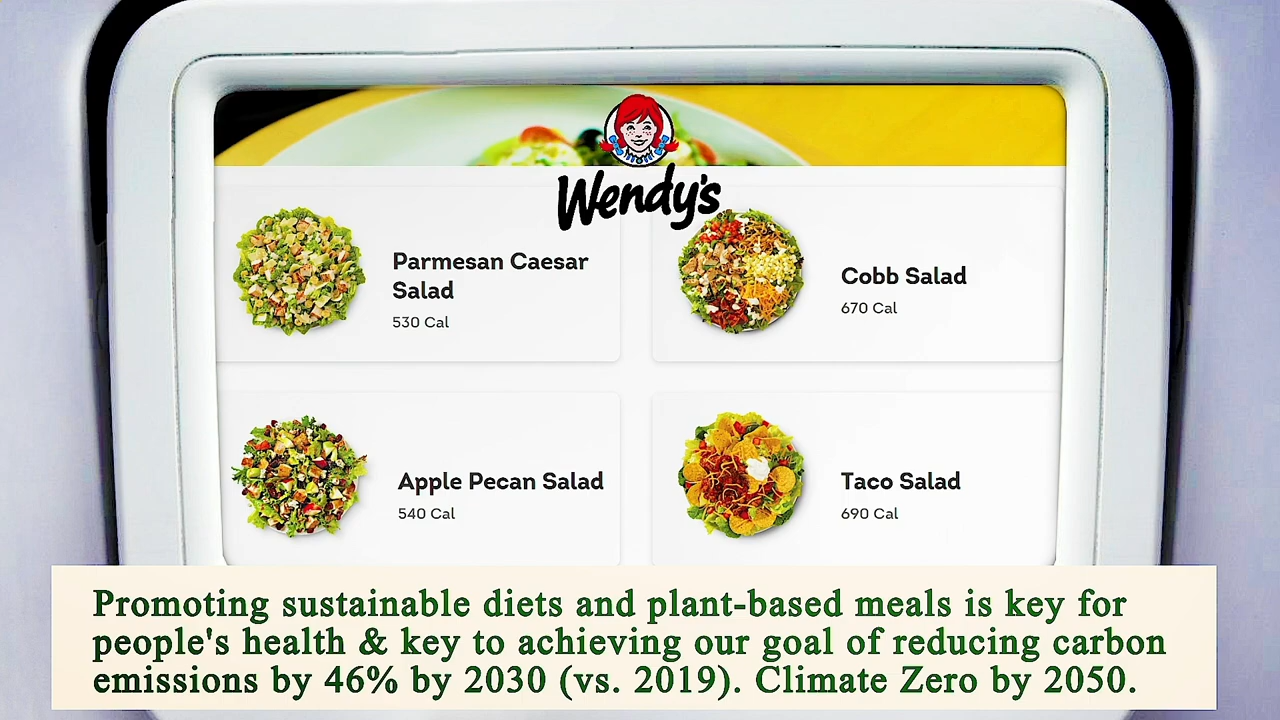 Wendy's
Parmesan Caesar
Salad
530 Cal
Cobb Salad
670 Cal
Apple Pecan Salad
540 Cal
Taco Salad
690 Cal
Promoting sustainable diets and plant-based meals is key for
people's health & key to achieving our goal of reducing carbon
emissions by 46% by 2030 (vs. 2019). Climate Zero by 2050.